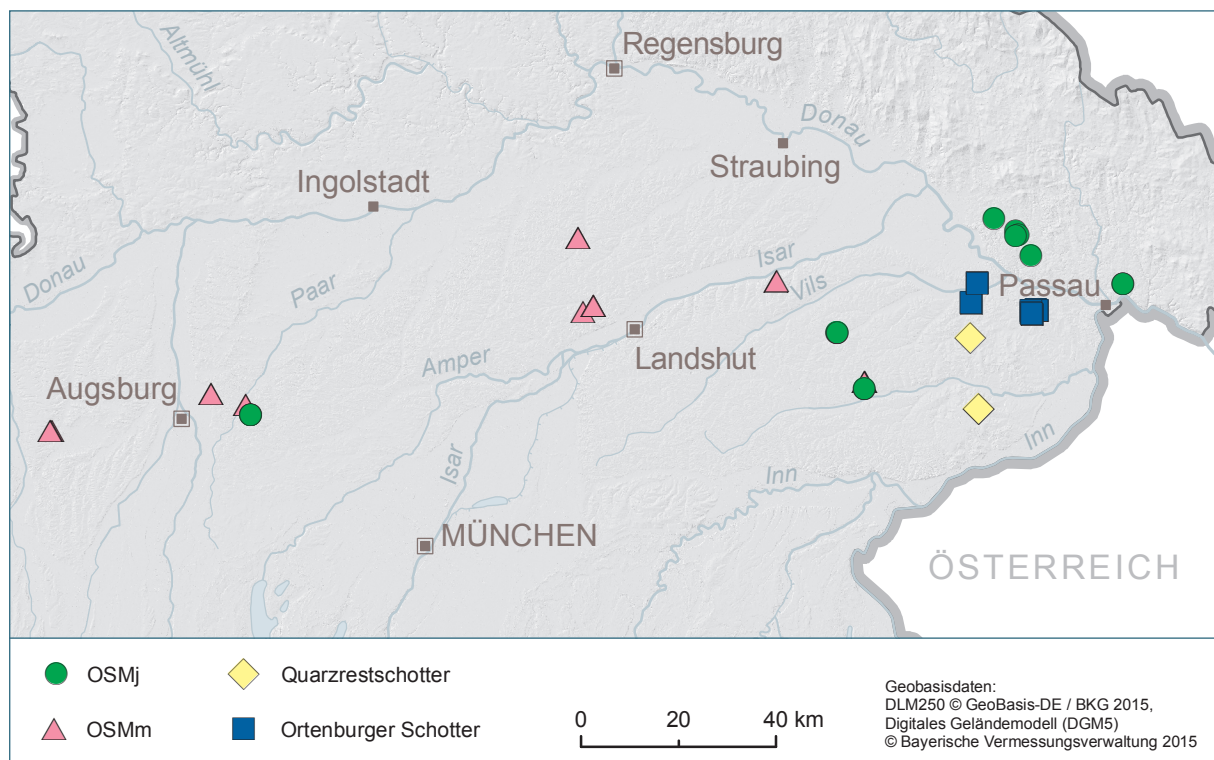 Altmühl
Regensburg
Donau
Straubing
Ingolstadt
Donau
Paar
Isar
Vils
Passau
Landshut
Amper
Augsburg
Isar
Inn
Inn
MÜNCHEN
ÖSTERREICH
OSMj
Quarzrestschotter
OSMm
Ortenburger Schotter
0 20 40 km
Geobasisdaten:
DLM250 © GeoBasis-DE / BKG 2015,
Digitales Geländemodell (DGM5)
© Bayerische Vermessungsverwaltung 2015